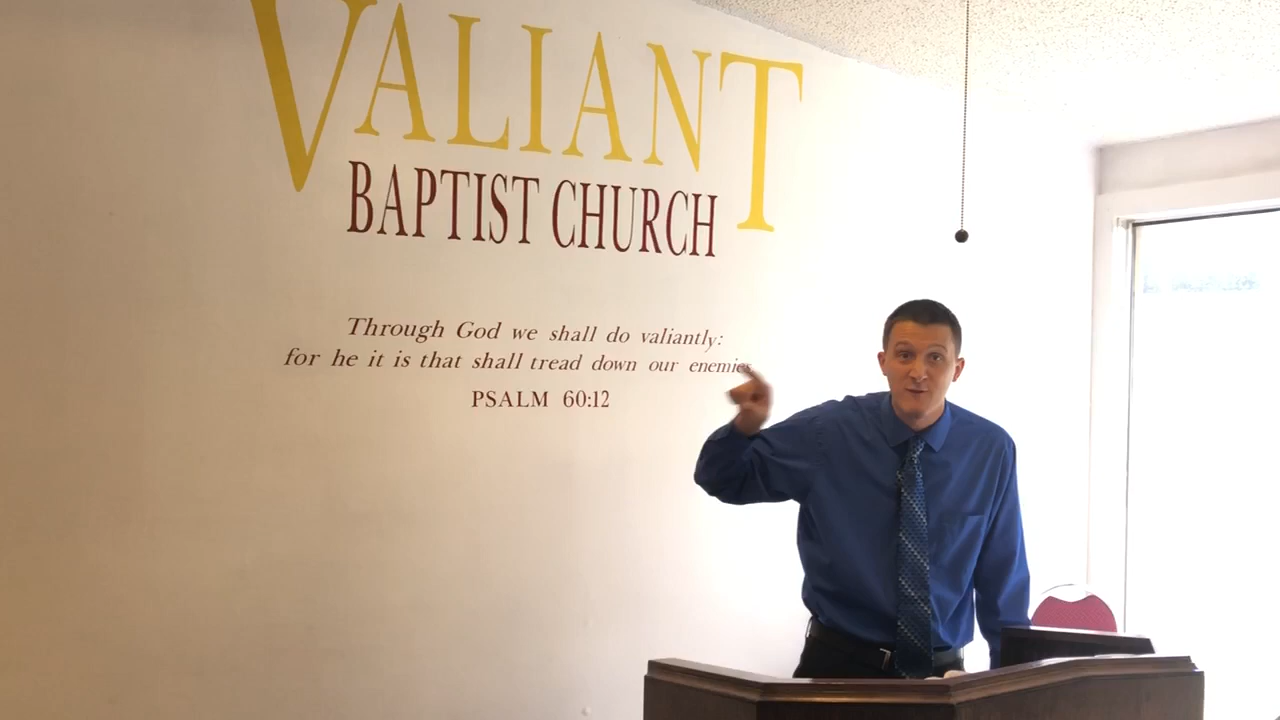 VALIANT
BAPTIST CHURCH
Through God we shall do valiantly:
for he it is that shall tread down our enemies
PSALM 60:12